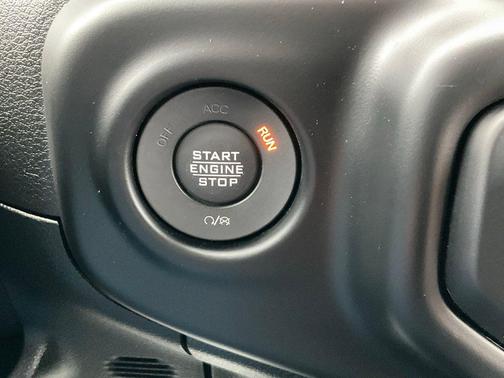 ACC
OFF
RUN
START
ENGINE
STOP